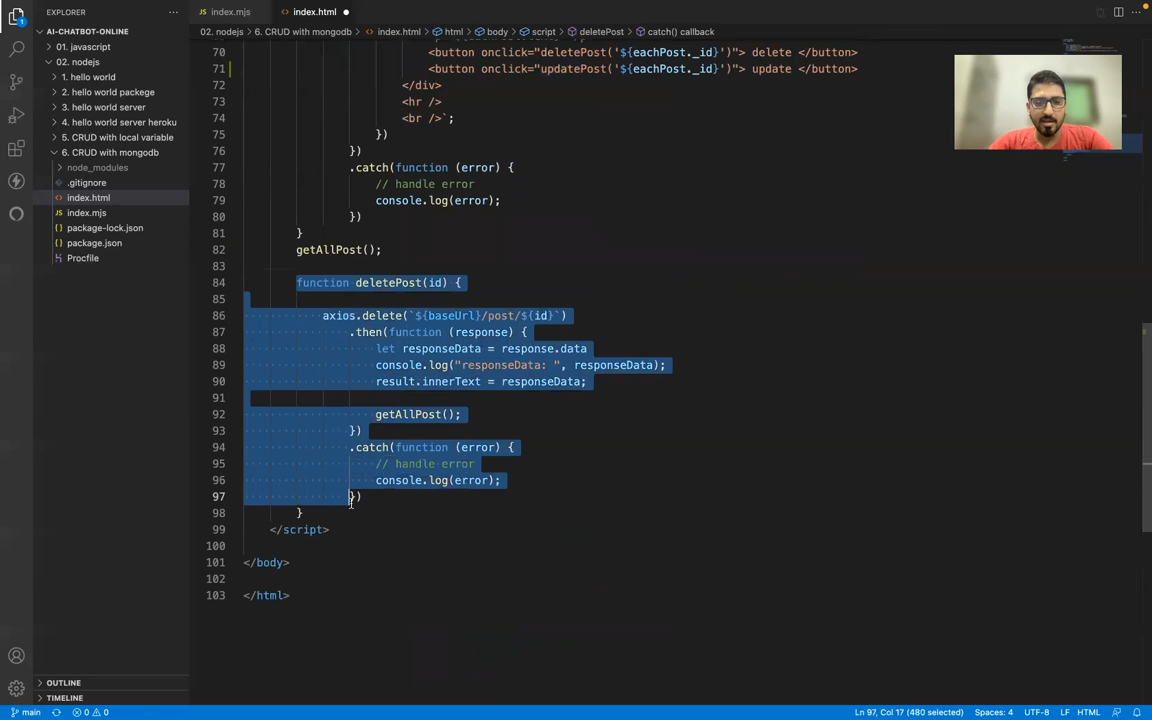 index.mjs
index.html
02. nodejs > 6. CRUD with mongodb > index.html > html > body > script > deletePost > catch() callback
EXPLORER
AI-CHATBOT-ONLINE
01. javascript
02. nodejs
1. hello world
2. hello world packege
3. hello world server
4. hello world server heroku
5. CRUD with local variable
6. CRUD with mongodb
node_modules
.gitignore
index.html
index.mjs
package-lock.json
package.json
Procfile
OUTLINE
TIMELINE
70 <button onclick="deletePost('${eachPost._id}')"> delete </button>
71 <button onclick="updatePost('${eachPost._id}')"> update </button>
72 </div>
73 <hr />
74 <br />`;
75 })
76 })
77 .catch(function (error) {
78 // handle error
79 console.log(error);
80 })
81 }
82 getAllPost();
83
84 function deletePost(id) {
85
86 axios.delete(`${baseUrl}/post/${id}`)
87 .then(function (response) {
88 let responseData = response.data
89 console.log("responseData: ", responseData);
90 result.innerText = responseData;
91
92 getAllPost();
93 })
94 .catch(function (error) {
95 // handle error
96 console.log(error);
97 })
98 }
99 </script>
100
101 </body>
102
103 </html>
1
main
0 0
Ln 97, Col 17 (480 selected)
Spaces: 4
UTF-8
LF
HTML